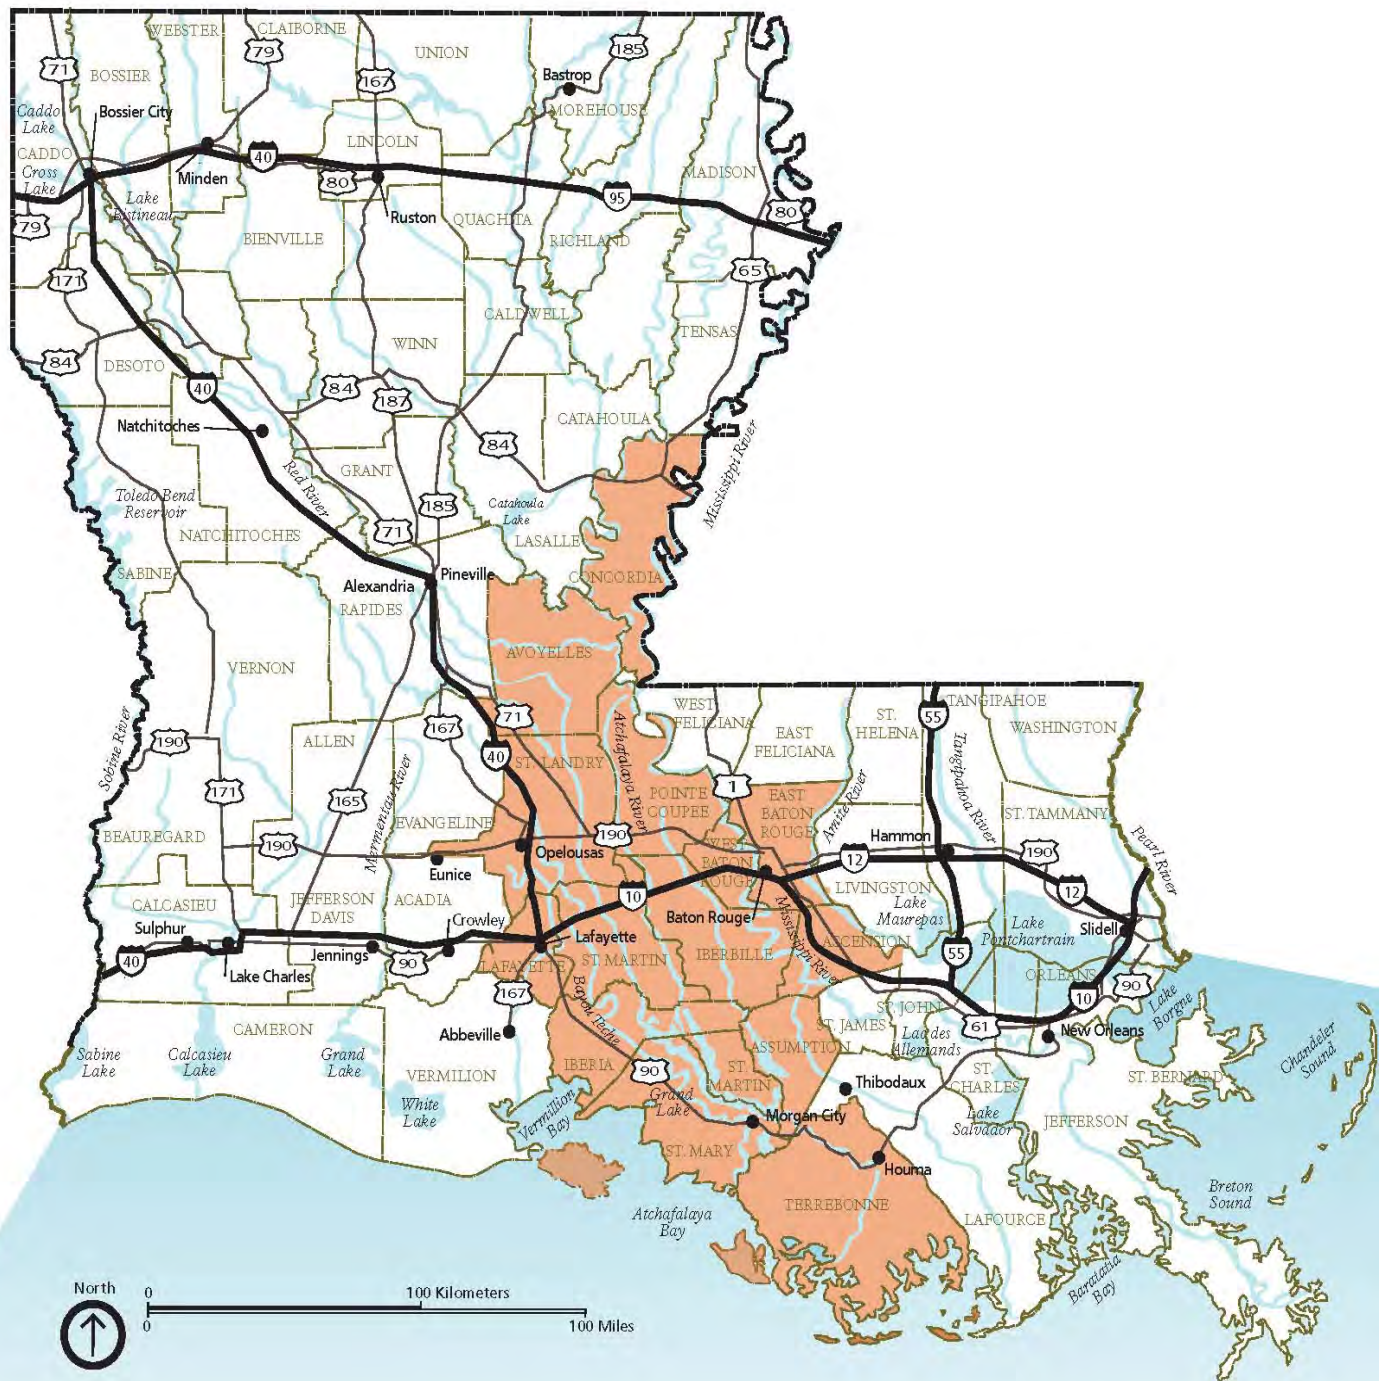 WEBSTER
CLAIBORNE
79
UNION
185
71
BOSSIER
167
Bastrop
MOREHOUSE
Caddo
Lake
Bossier City
LINCOLN
CADDO
Cross
Lake
40
Minden
80
MADISON
95
Lake
Bistineau
Ruston
QUACHITA
80
79
BIENVILLE
RICHLAND
171
65
CALDWELL
TENSAS
WINN
84
DESOTO
40
84
187
Natchitoches
CATAHOULA
84
Mississippi River
GRANT
Red River
Toledo Bend
Reservoir
185
Catahoula
Lake
71
NATCHITOCHES
LASALLE
SABINE
Pineville
CONCORDIA
Alexandria
RAPIDES
AVOYELLES
VERNON
WEST
FELICIANA
ST.
HELENA
TANGIPAHOE
55
WASHINGTON
71
167
EAST
FELICIANA
Sobine River
190
ALLEN
40
ST. LANDRY
Atchafalaya River
Tangipahoa River
171
165
Mermentau River
POINTE
COUPEE
1
EAST
BATON
ROUGE
Amite River
ST. TAMMANY
BEAUREGARD
EVANGELINE
190
Hammon
190
Pearl River
190
Opelousas
WEST
BATON
ROUGE
12
Eunice
10
LIVINGSTON
12
CALCASIEU
JEFFERSON
DAVIS
ACADIA
Crowley
Baton Rouge
Lake
Maurepas
Lake
Pontchartrain
Slidell
Sulphur
Jennings
Lafayette
Mississippi River
ASCENSION
40
Lake Charles
90
LAFAYETTE
ST MARTIN
IBERBILLE
55
ORLEANS
90
167
Bayou Teche
10
Lake
Borgne
CAMERON
Abbeville
ST. JOHN
ST. JAMES
61
New Orleans
Sabine
Lake
Calcasieu
Lake
Grand
Lake
Lac des
Allemands
Chandeler
Sound
IBERIA
90
ASSUMPTION
VERMILION
ST.
MARTIN
Thibodaux
ST.
CHARLES
ST. BERNARD
White
Lake
Vermillion
Bay
Grand
Lake
Morgan City
Lake
Salvador
JEFFERSON
ST. MARY
Houma
TERREBONNE
Breton
Sound
Atchafalaya
Bay
LAFOURCE
Baratatia
Bay
North
0
100 Kilometers
0
100 Miles